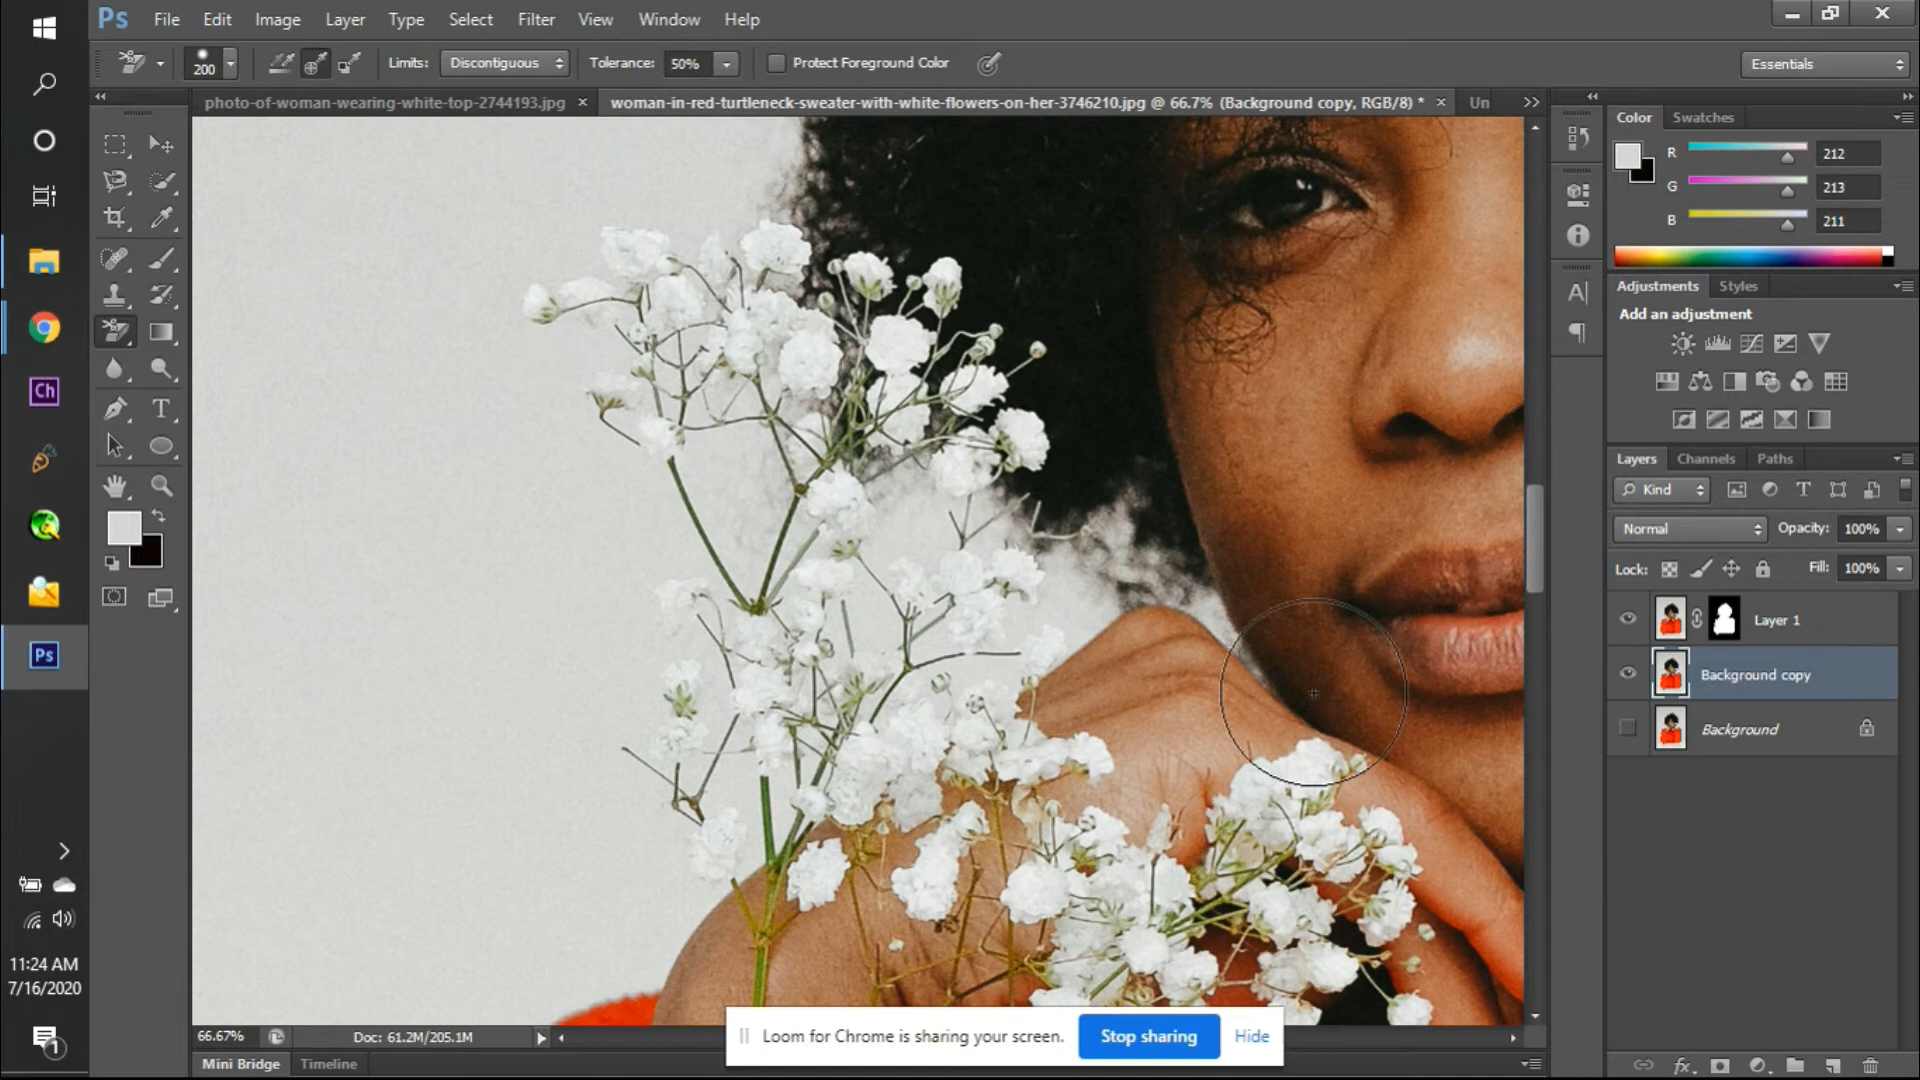 Ps File Edit Image Layer Type Select Filter View Window Help
200 Limits: Discontiguous Tolerance: 50% Protect Foreground Color Essentials
photo-of-woman-wearing-white-top-2744193.jpg × woman-in-red-turtleneck-sweater-with-white-flowers-on-her-3746210.jpg @ 66.7% (Background copy, RGB/8) * × Un >>
Color Swatches
R 212
G 213
B 211
Adjustments Styles
Add an adjustment
Layers Channels Paths
Kind
Normal Opacity: 100%
Lock: Fill: 100%
Layer 1
Background copy
Background
Ch
Ps
11:24 AM
7/16/2020
1
66.67% Doc: 61.2M/205.1M
Loom for Chrome is sharing your screen. Stop sharing Hide
Mini Bridge Timeline